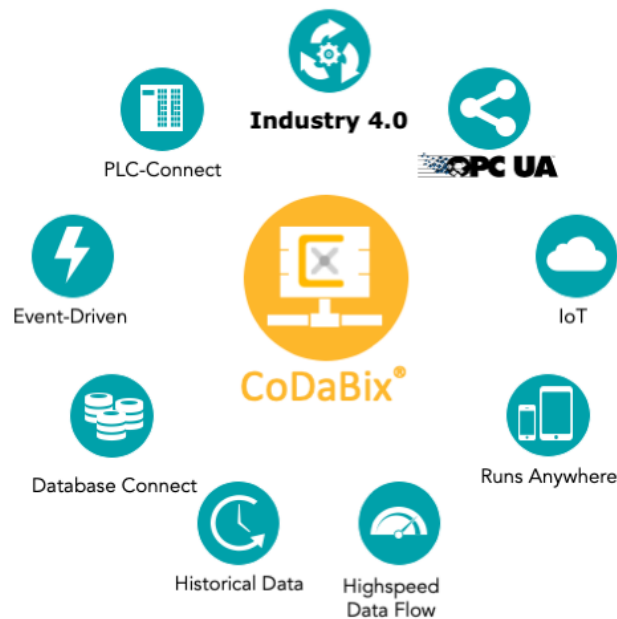 Industry 4.0
PLC-Connect
OPC UA
Event-Driven
IoT
CoDaBix®
Database Connect
Runs Anywhere
Historical Data
Highspeed
Data Flow